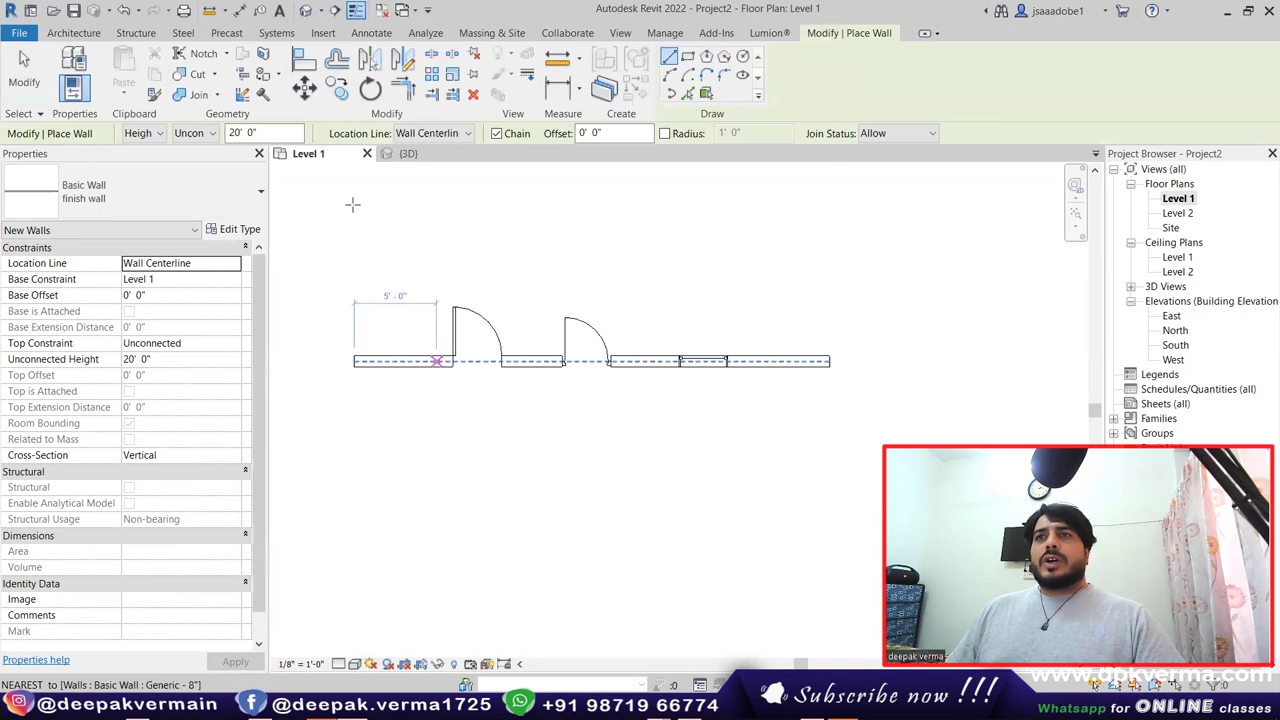 Autodesk Revit 2022 - Project2 - Floor Plan: Level 1
jsaaadobe1
File Architecture Structure Steel Precast Systems Insert Annotate Analyze Massing & Site Collaborate View Manage Add-Ins Lumion® Modify | Place Wall
Modify Paste Notch Cut Join
Select Properties Clipboard Geometry Modify View Measure Create Draw
Modify | Place Wall Heigh Uncon 20' 0" Location Line: Wall Centerlin Chain Offset: 0' 0" Radius: 1' 0" Join Status: Allow
Properties
Level 1
(3D)
Project Browser - Project2
Basic Wall
finish wall
New Walls
Edit Type
Constraints
Location Line Wall Centerline
Base Constraint Level 1
Base Offset 0' 0"
Base is Attached
Base Extension Distance 0' 0"
Top Constraint Unconnected
Unconnected Height 20' 0"
Top Offset 0' 0"
Top is Attached
Top Extension Distance 0' 0"
Room Bounding
Related to Mass
Cross-Section Vertical
Structural
Structural
Enable Analytical Model
Structural Usage Non-bearing
Dimensions
Area
Volume
Identity Data
Image
Comments
Mark
Properties help
Apply
5' - 0"
Views (all)
Floor Plans
Level 1
Level 2
Site
Ceiling Plans
Level 1
Level 2
3D Views
Elevations (Building Elevation
East
North
South
West
Legends
Schedules/Quantities (all)
Sheets (all)
Families
Groups
deepak verma
1/8" = 1'-0"
NEAREST to [Walls : Basic Wall : Generic - 8"]
:0
www.dbkverma.com
@deepakvermain
@deepak.verma1725
+91 98719 66774
Subscribe now !!!
Whatsapp for ONLINE classes